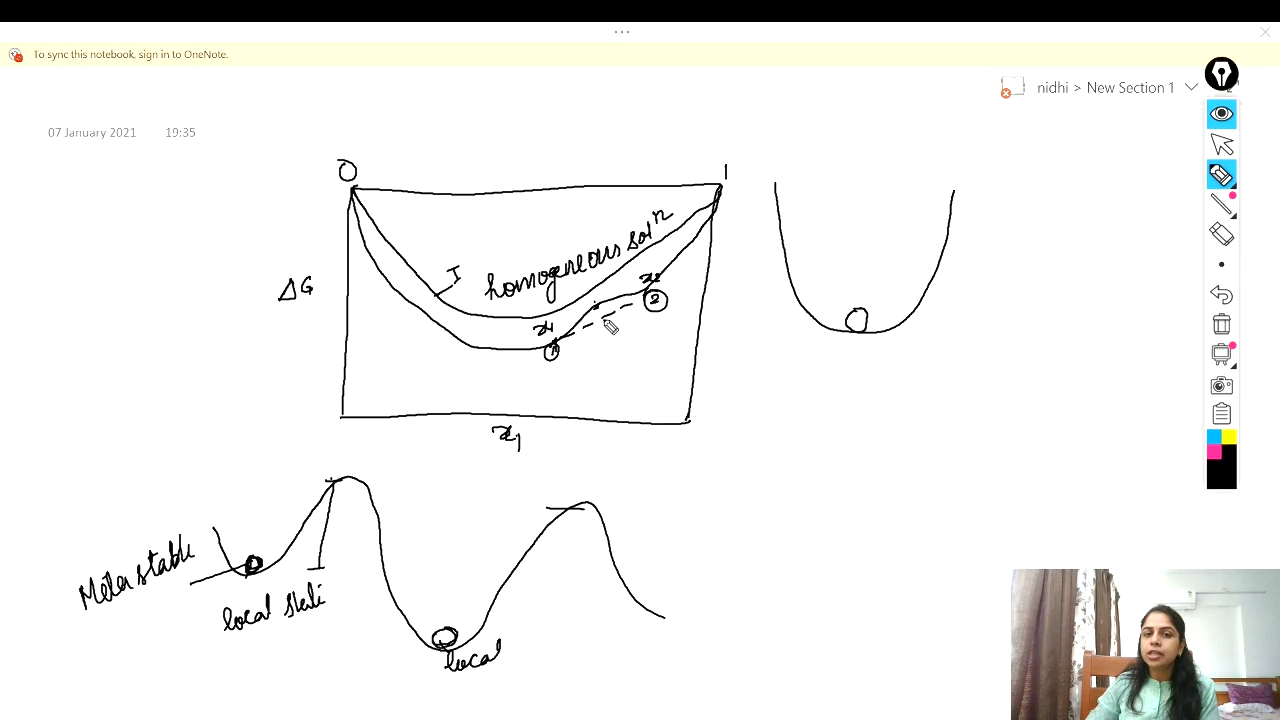 To sync this notebook, sign in to OneNote.
nidhi > New Section 1
07 January 2021 19:35
0 1
ΔG
I
homogeneous solⁿ
x1
x2
1
2
x1
Meta stable
local
local